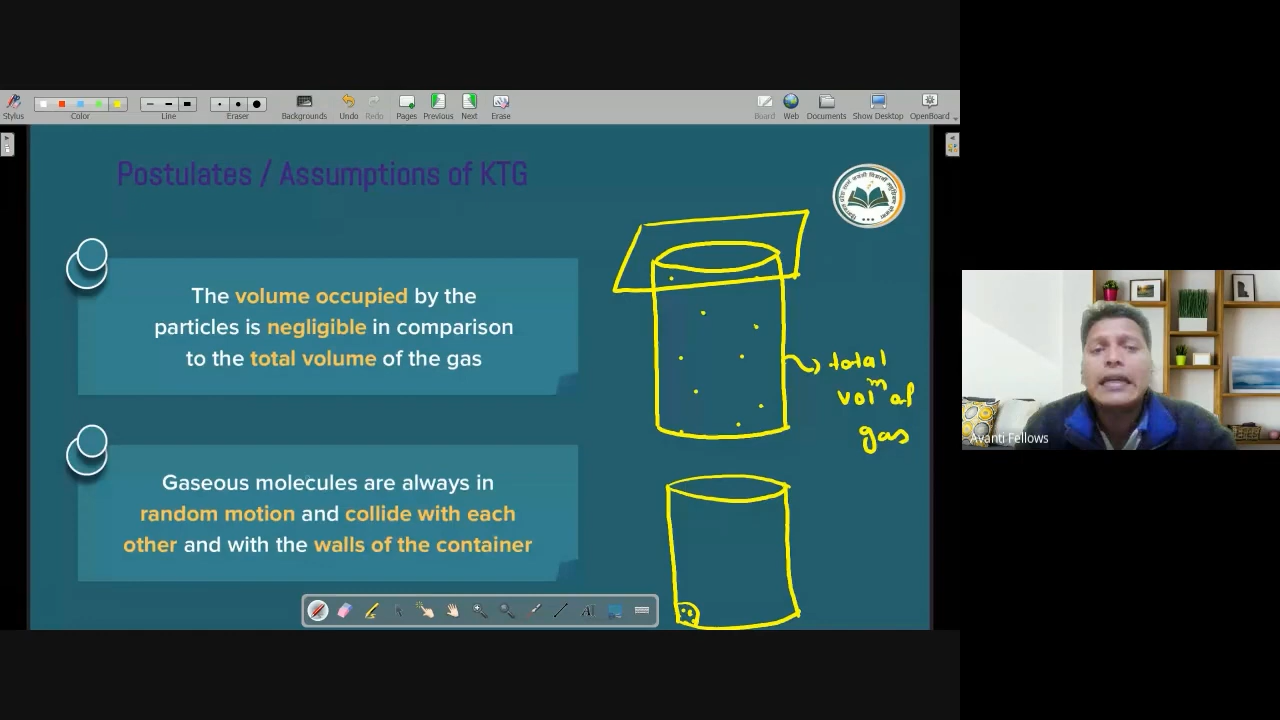 Stylus
Color
Line
Eraser
Backgrounds
Undo
Redo
Pages
Previous
Next
Erase
Board
Web
Documents
Show Desktop
OpenBoard
Postulates / Assumptions of KTG
The volume occupied by the
particles is negligible in comparison
to the total volume of the gas
Gaseous molecules are always in
random motion and collide with each
other and with the walls of the container
total
volᵐ of
gas
Avanti Fellows